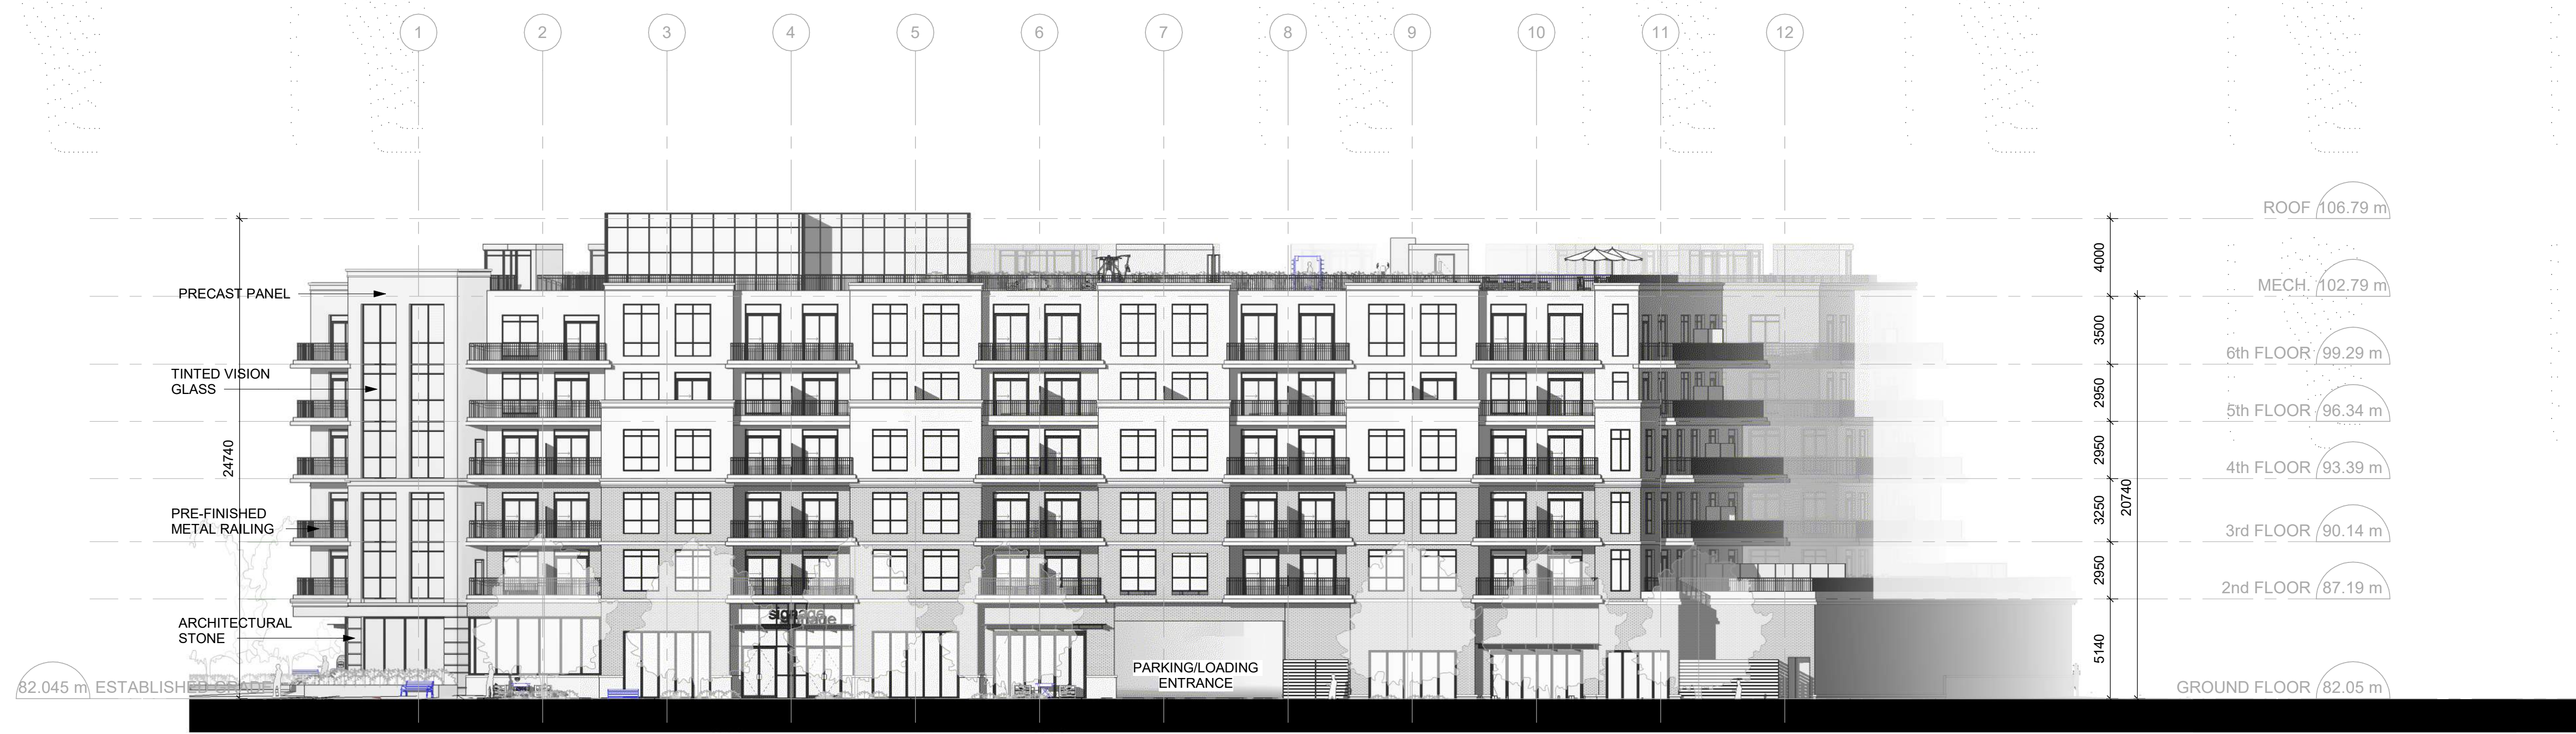 1 2 3 4 5 6 7 8 9 10 11 12
ROOF 106.79 m
4000
MECH. 102.79 m
PRECAST PANEL
3500
6th FLOOR 99.29 m
TINTED VISION
GLASS
2950
5th FLOOR 96.34 m
24740
2950
4th FLOOR 93.39 m
20740
3250
PRE-FINISHED
METAL RAILING
3rd FLOOR 90.14 m
2950
2nd FLOOR 87.19 m
signage
ARCHITECTURAL
STONE
5140
PARKING/LOADING
ENTRANCE
82.045 m ESTABLISHED GRADE
GROUND FLOOR 82.05 m